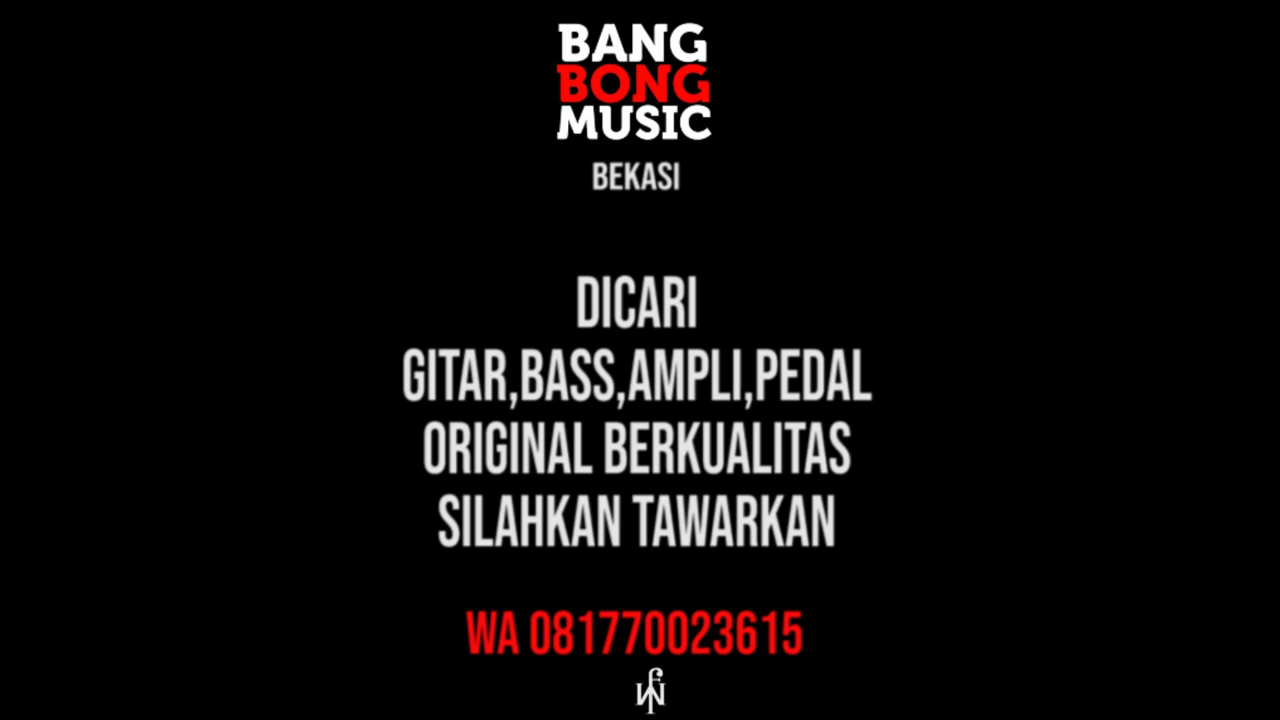 BANG
BONG
MUSIC
BEKASI
DICARI
GITAR,BASS,AMPLI,PEDAL
ORIGINAL BERKUALITAS
SILAHKAN TAWARKAN
WA 081770023615